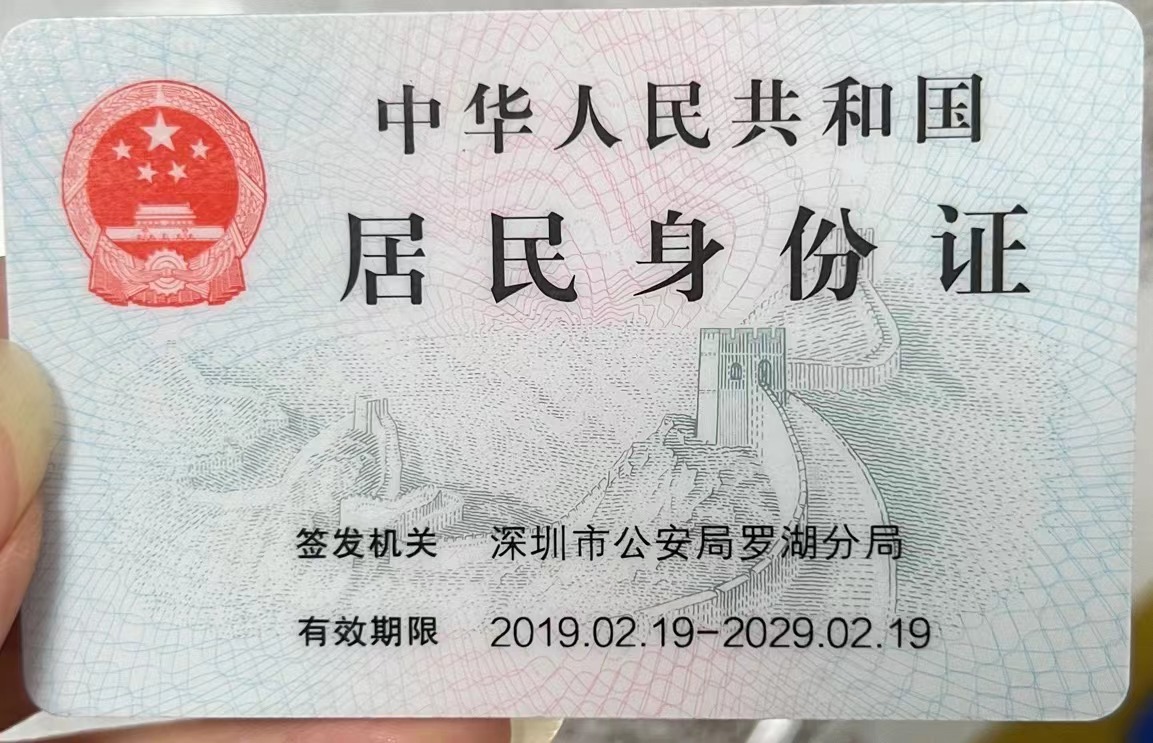 中华人民共和国
居民身份证
签发机关 深圳市公安局罗湖分局
有效期限 2019.02.19-2029.02.19